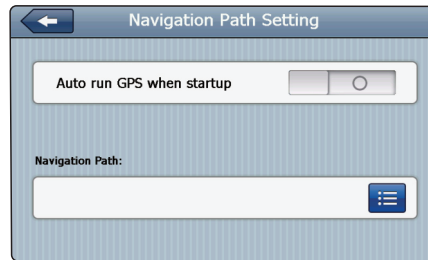 Navigation Path Setting
Auto run GPS when startup
Navigation Path: